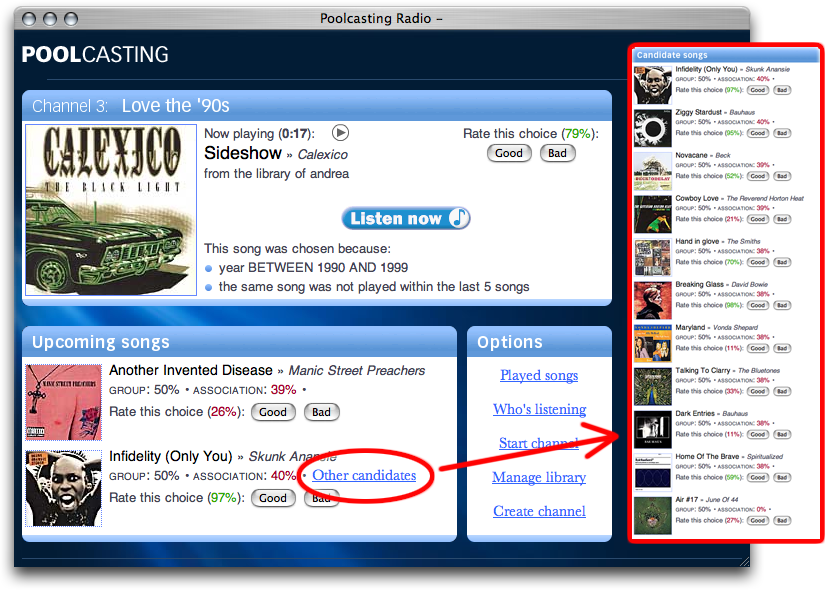 Poolcasting Radio –
POOLCASTING
Channel 3: Love the '90s
CALEXICO
THE BLACK LIGHT
Now playing (0:17):
Sideshow » Calexico
from the library of andrea
Rate this choice (79%):
Good Bad
Listen now
This song was chosen because:
year BETWEEN 1990 AND 1999
the same song was not played within the last 5 songs
Upcoming songs
MANIC STREET PREACHERS
Another Invented Disease » Manic Street Preachers
GROUP: 50% • ASSOCIATION: 39% •
Rate this choice (26%): Good Bad
Infidelity (Only You) » Skunk Anansie
GROUP: 50% • ASSOCIATION: 40% • Other candidates
Rate this choice (97%): Good Bad
Options
Played songs
Who's listening
Start channel
Manage library
Create channel
Candidate songs
Infidelity (Only You) » Skunk Anansie
GROUP: 50% • ASSOCIATION: 40% •
Rate this choice (97%): Good Bad
Ziggy Stardust » Bauhaus
GROUP: 50% • ASSOCIATION: 40% •
Rate this choice (95%): Good Bad
Novacane » Beck
GROUP: 50% • ASSOCIATION: 39% •
Rate this choice (52%): Good Bad
Cowboy Love » The Reverend Horton Heat
GROUP: 50% • ASSOCIATION: 39% •
Rate this choice (21%): Good Bad
Hand in glove » The Smiths
GROUP: 50% • ASSOCIATION: 38% •
Rate this choice (70%): Good Bad
Breaking Glass » David Bowie
GROUP: 50% • ASSOCIATION: 38% •
Rate this choice (98%): Good Bad
Maryland » Vonda Shepard
GROUP: 50% • ASSOCIATION: 38% •
Rate this choice (11%): Good Bad
Talking To Clarry » The Bluetones
GROUP: 50% • ASSOCIATION: 38% •
Rate this choice (33%): Good Bad
Dark Entries » Bauhaus
GROUP: 50% • ASSOCIATION: 38% •
Rate this choice (11%): Good Bad
Home Of The Brave » Spiritualized
GROUP: 50% • ASSOCIATION: 38% •
Rate this choice (59%): Good Bad
Air #17 » June Of 44
GROUP: 50% • ASSOCIATION: 0% •
Rate this choice (27%): Good Bad